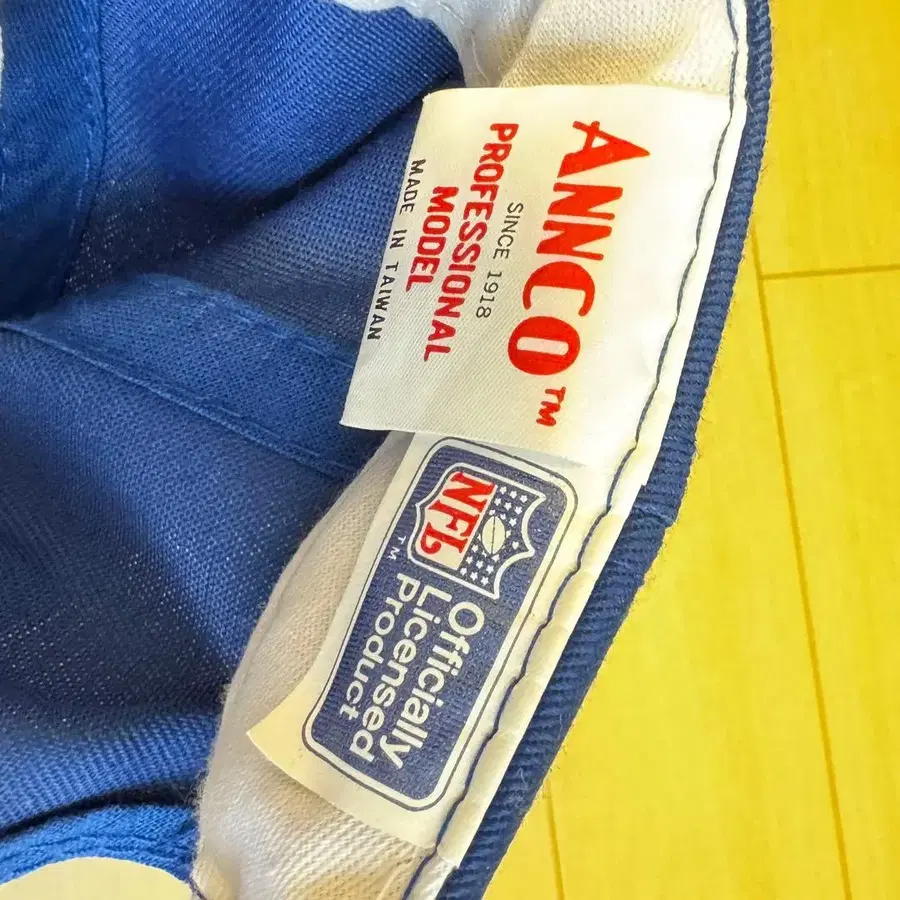 ANNCO™
SINCE 1918
PROFESSIONAL
MODEL
MADE IN TAIWAN
NFL
TM
Officially
Licensed
Product